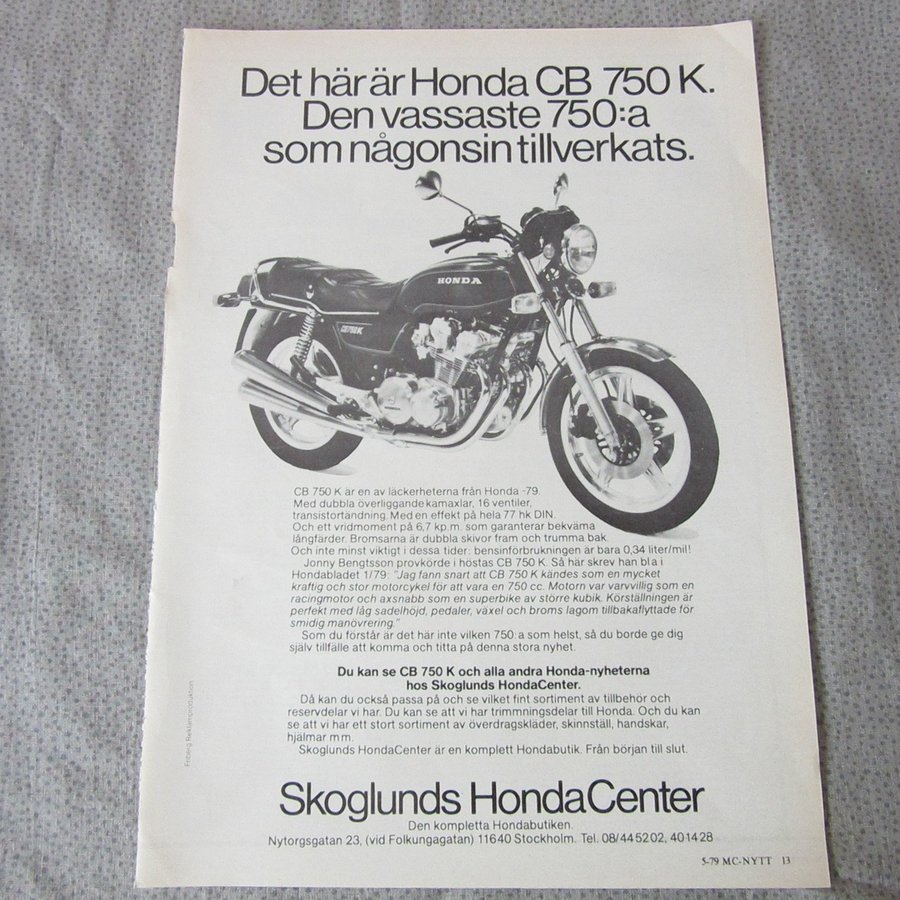 Det här är Honda CB 750 K.
Den vassaste 750:a
som någonsin tillverkats.
HONDA
CB750K
CB 750 K är en av läckerheterna från Honda -79.
Med dubbla överliggande kamaxlar, 16 ventiler,
transistortändning. Med en effekt på hela 77 hk DIN.
Och ett vridmoment på 6,7 kp.m. som garanterar bekväma
långfärder. Bromsarna är dubbla skivor fram och trumma bak.
Och inte minst viktigt i dessa tider: bensinförbrukningen är bara 0,34 liter/mil!
Jonny Bengtsson provkörde i höstas CB 750 K. Så här skrev han bl a i
Hondabladet 1/79: "Jag fann snart att CB 750 K kändes som en mycket
kraftig och stor motorcykel för att vara en 750 cc. Motorn var varvvillig som en
racingmotor och axsnabb som en superbike av större kubik. Körställningen är
perfekt med låg sadelhöjd, pedaler, växel och broms lagom tillbakaflyttade för
smidig manövrering."
Som du förstår är det här inte vilken 750:a som helst, så du borde ge dig
själv tillfälle att komma och titta på denna stora nyhet.
Du kan se CB 750 K och alla andra Honda-nyheterna
hos Skoglunds HondaCenter.
Då kan du också passa på och se vilket fint sortiment av tillbehör och
reservdelar vi har. Du kan se att vi har trimmningsdelar till Honda. Och du kan
se att vi har ett stort sortiment av överdragskläder, skinnställ, handskar,
hjälmar m m.
Skoglunds HondaCenter är en komplett Hondabutik. Från början till slut.
Friberg Reklamproduktion
Skoglunds HondaCenter
Den kompletta Hondabutiken.
Nytorgsgatan 23, (vid Folkungagatan) 11640 Stockholm. Tel. 08/44 52 02, 40 14 28
5-79 MC-NYTT 13